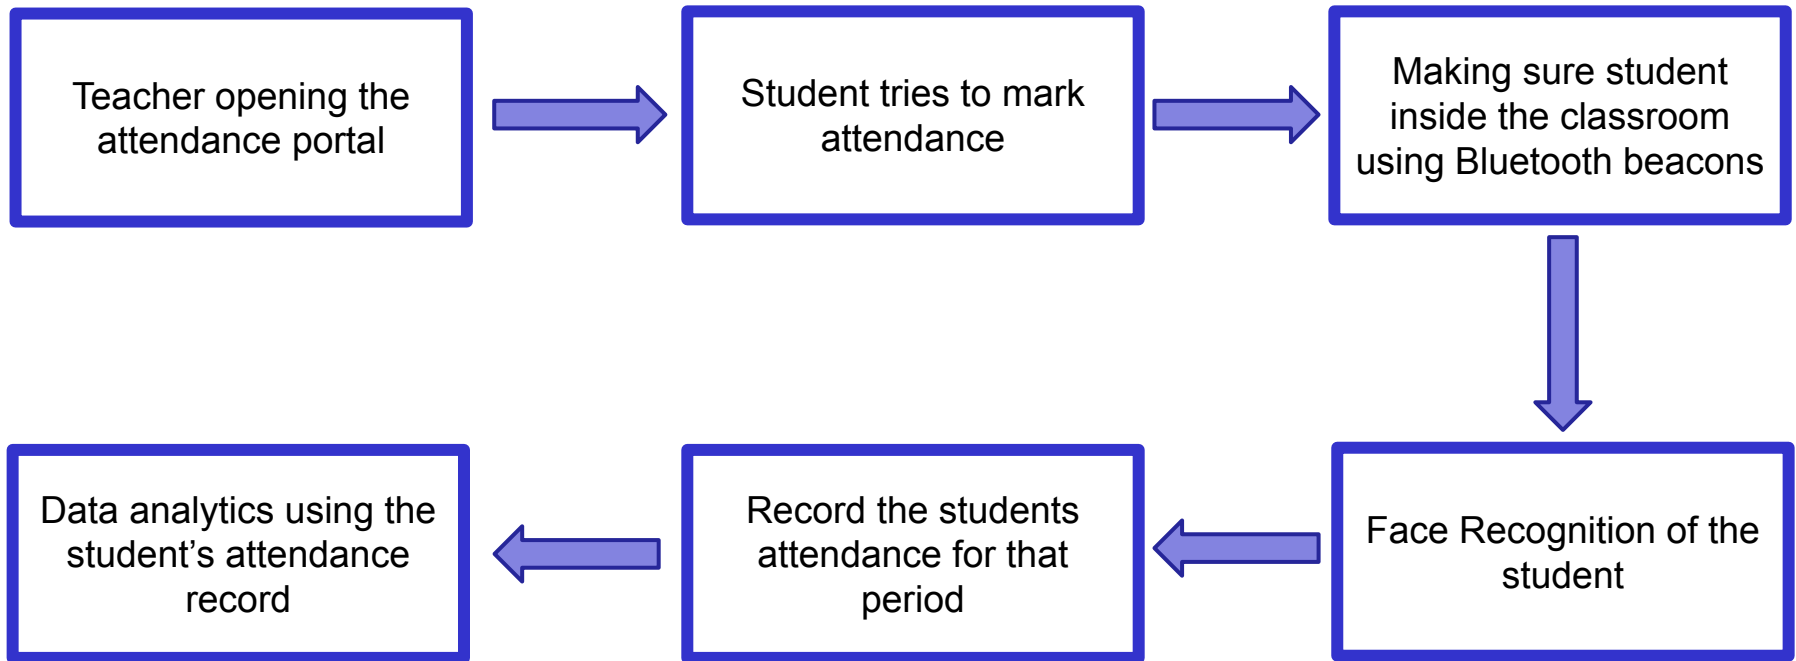 Teacher opening the
attendance portal
Student tries to mark
attendance
Making sure student
inside the classroom
using Bluetooth beacons
Face Recognition of the
student
Record the students
attendance for that
period
Data analytics using the
student’s attendance
record